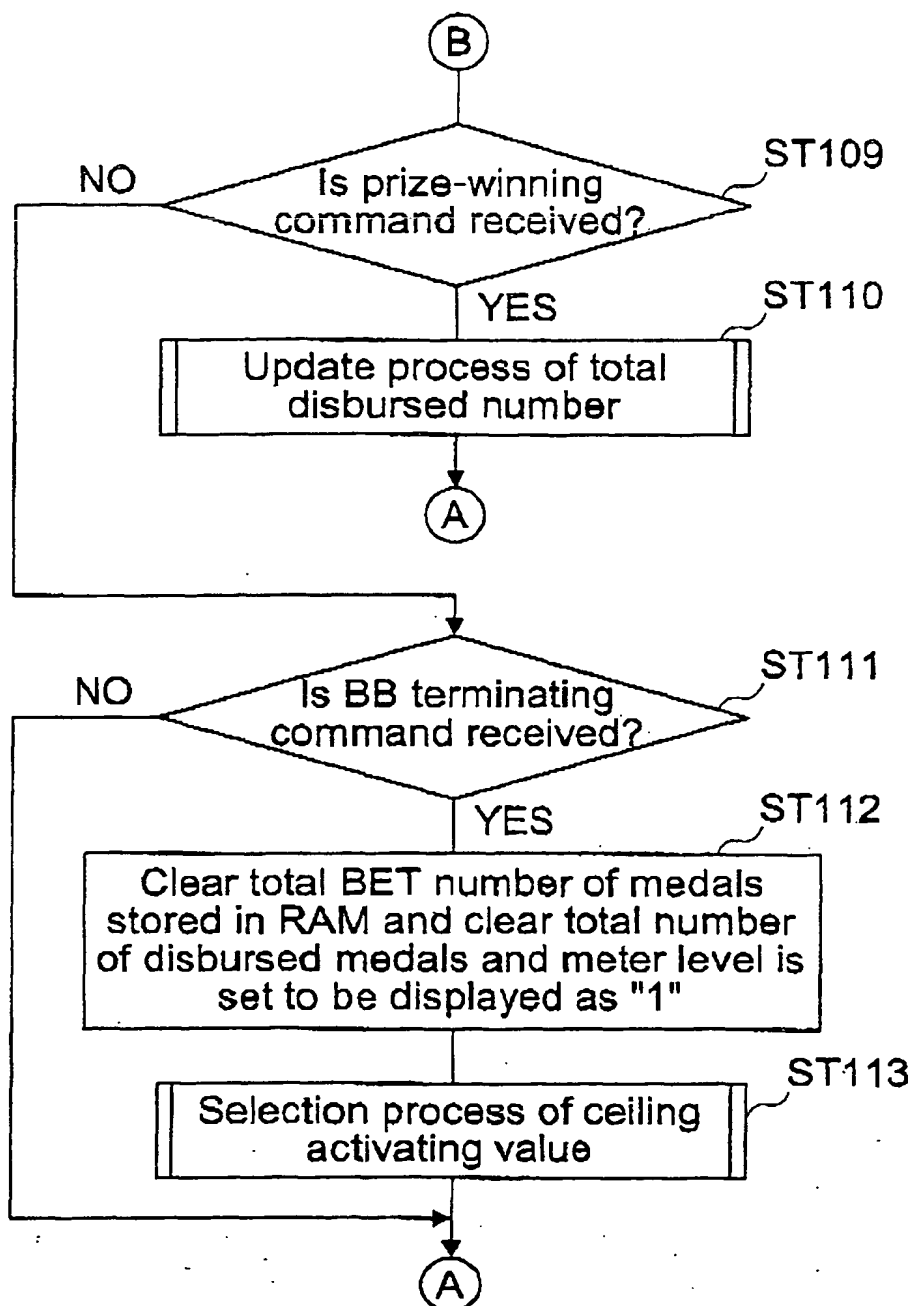 B
ST109
NO
Is prize-winning
command received?
YES
ST110
Update process of total
disbursed number
A
ST111
NO
Is BB terminating
command received?
YES
ST112
Clear total BET number of medals
stored in RAM and clear total number
of disbursed medals and meter level is
set to be displayed as "1"
ST113
Selection process of ceiling
activating value
A